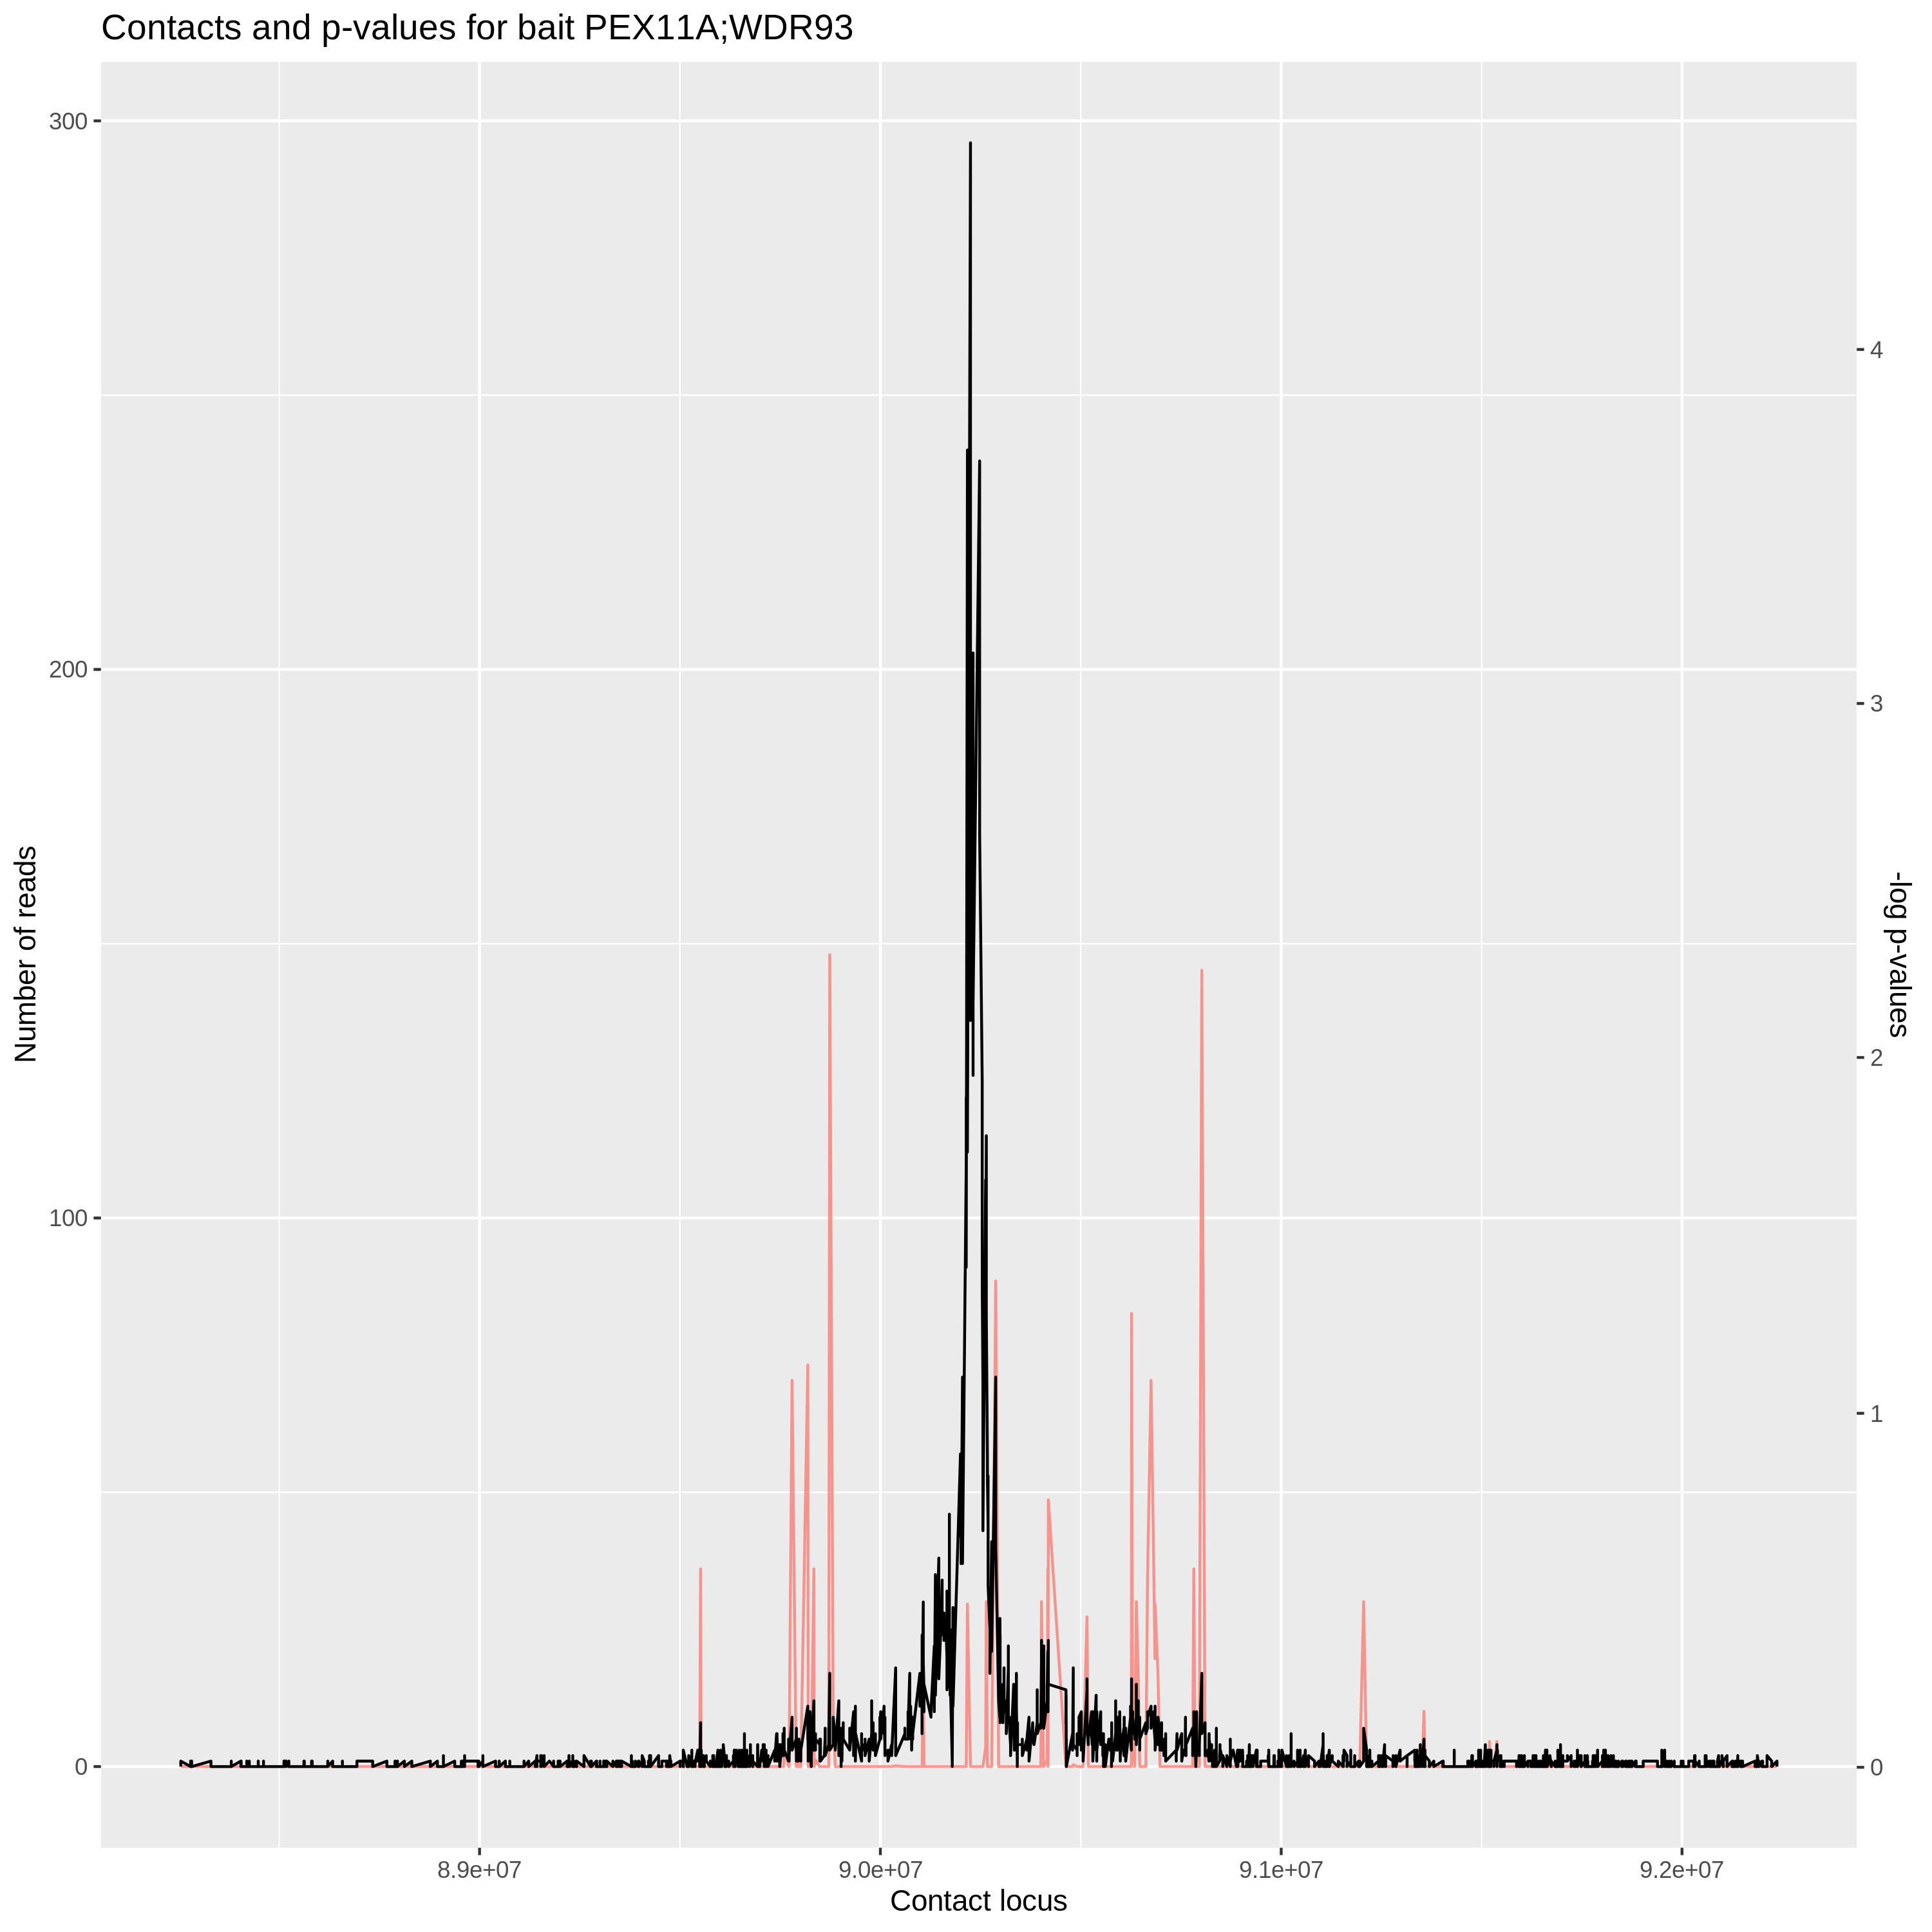 Contacts and p-values for bait PEX11A;WDR93
300
200
100
0
Number of reads
4
3
2
1
0
-log p-values
8.9e+07
9.0e+07
9.1e+07
9.2e+07
Contact locus